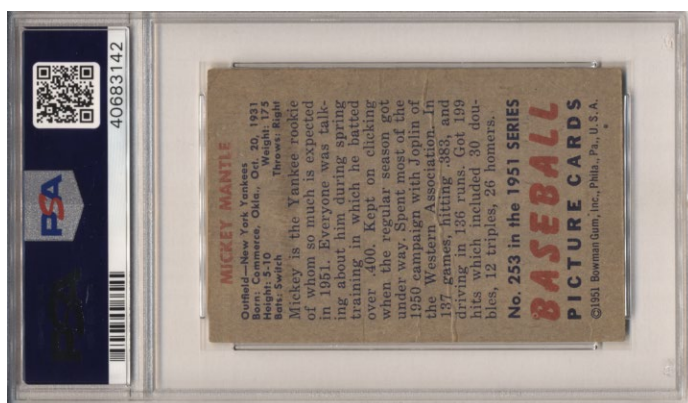 PSA
40683142
MICKEY MANTLE
Outfield—New York Yankees
Born: Commerce, Okla., Oct. 20, 1931
Height: 5-10 Weight: 175
Bats: Switch Throws: Right
Mickey is the Yankee rookie
of whom so much is expected
in 1951. Everyone was talk-
ing about him during spring
training in which he batted
over .400. Kept on clicking
when the regular season got
under way. Spent most of the
1950 campaign with Joplin of
the Western Association. In
137 games, hitting .383, and
driving in 136 runs. Got 199
hits which included 30 dou-
bles, 12 triples, 26 homers.
No. 253 in the 1951 SERIES
BASEBALL
PICTURE CARDS
©1951 Bowman Gum, Inc., Phila., Pa., U. S. A.